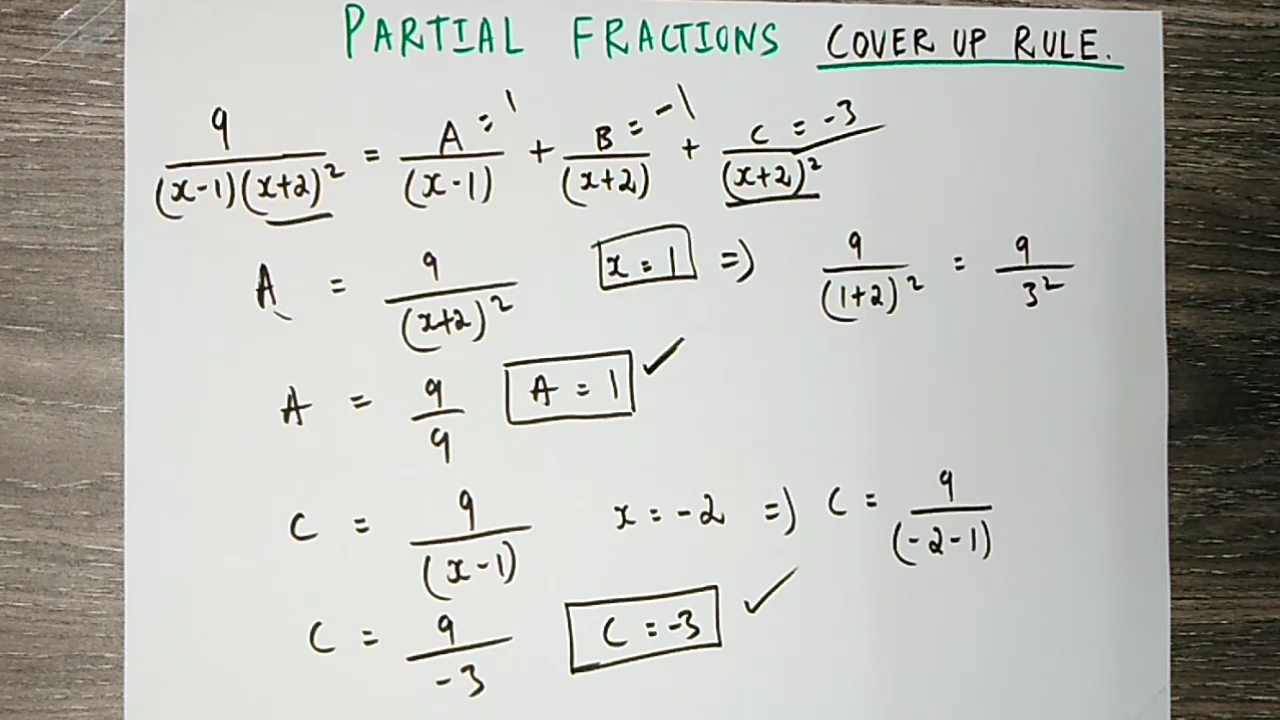 PARTIAL FRACTIONS COVER UP RULE.
9/((x-1)(x+2)²) = A/(x-1) + B/(x+2) + C/(x+2)² A = 1 B = -1 C = -3
A = 9/(x+2)² x = 1 => 9/(1+2)² = 9/3²
A = 9/9 A = 1 ✓
C = 9/(x-1) x = -2 => C = 9/(-2-1)
C = 9/-3 C = -3 ✓